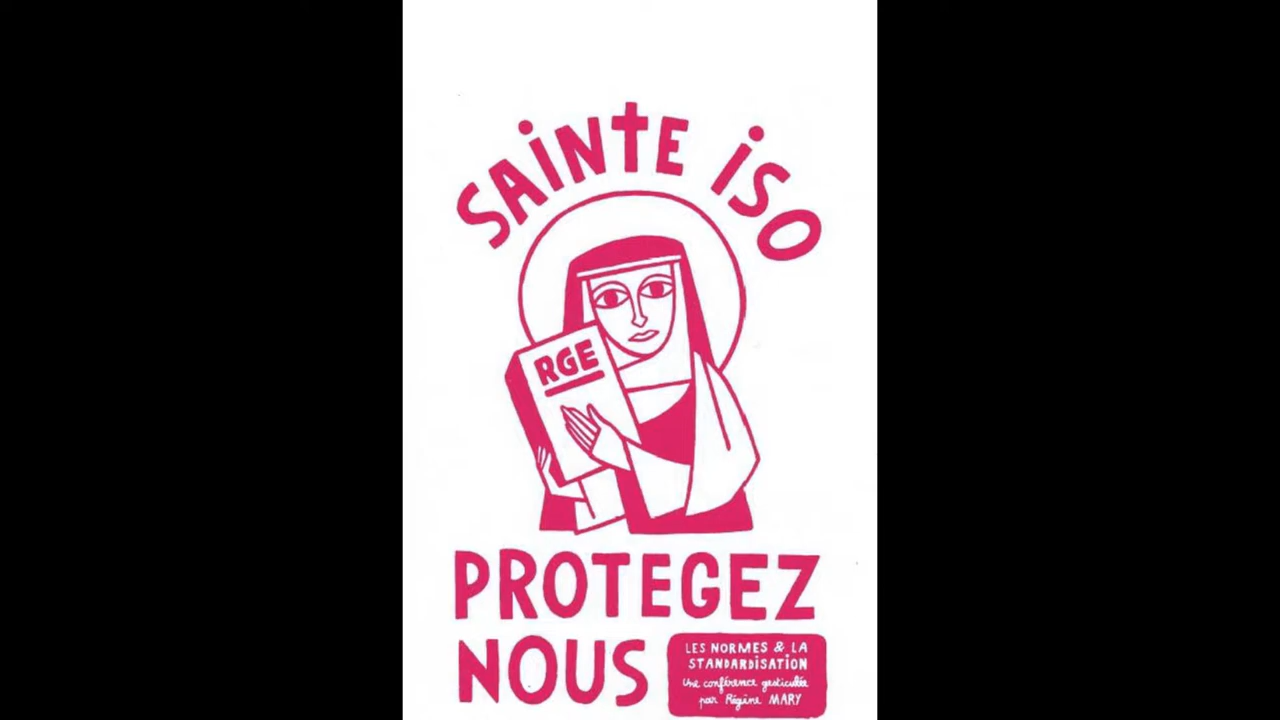 SAiNTE iSO
RGE
PROTEGEZ
NOUS
LES NORMES & LA
STANDARDiSATiON
Une conférence gesticulée
par Régine MARY